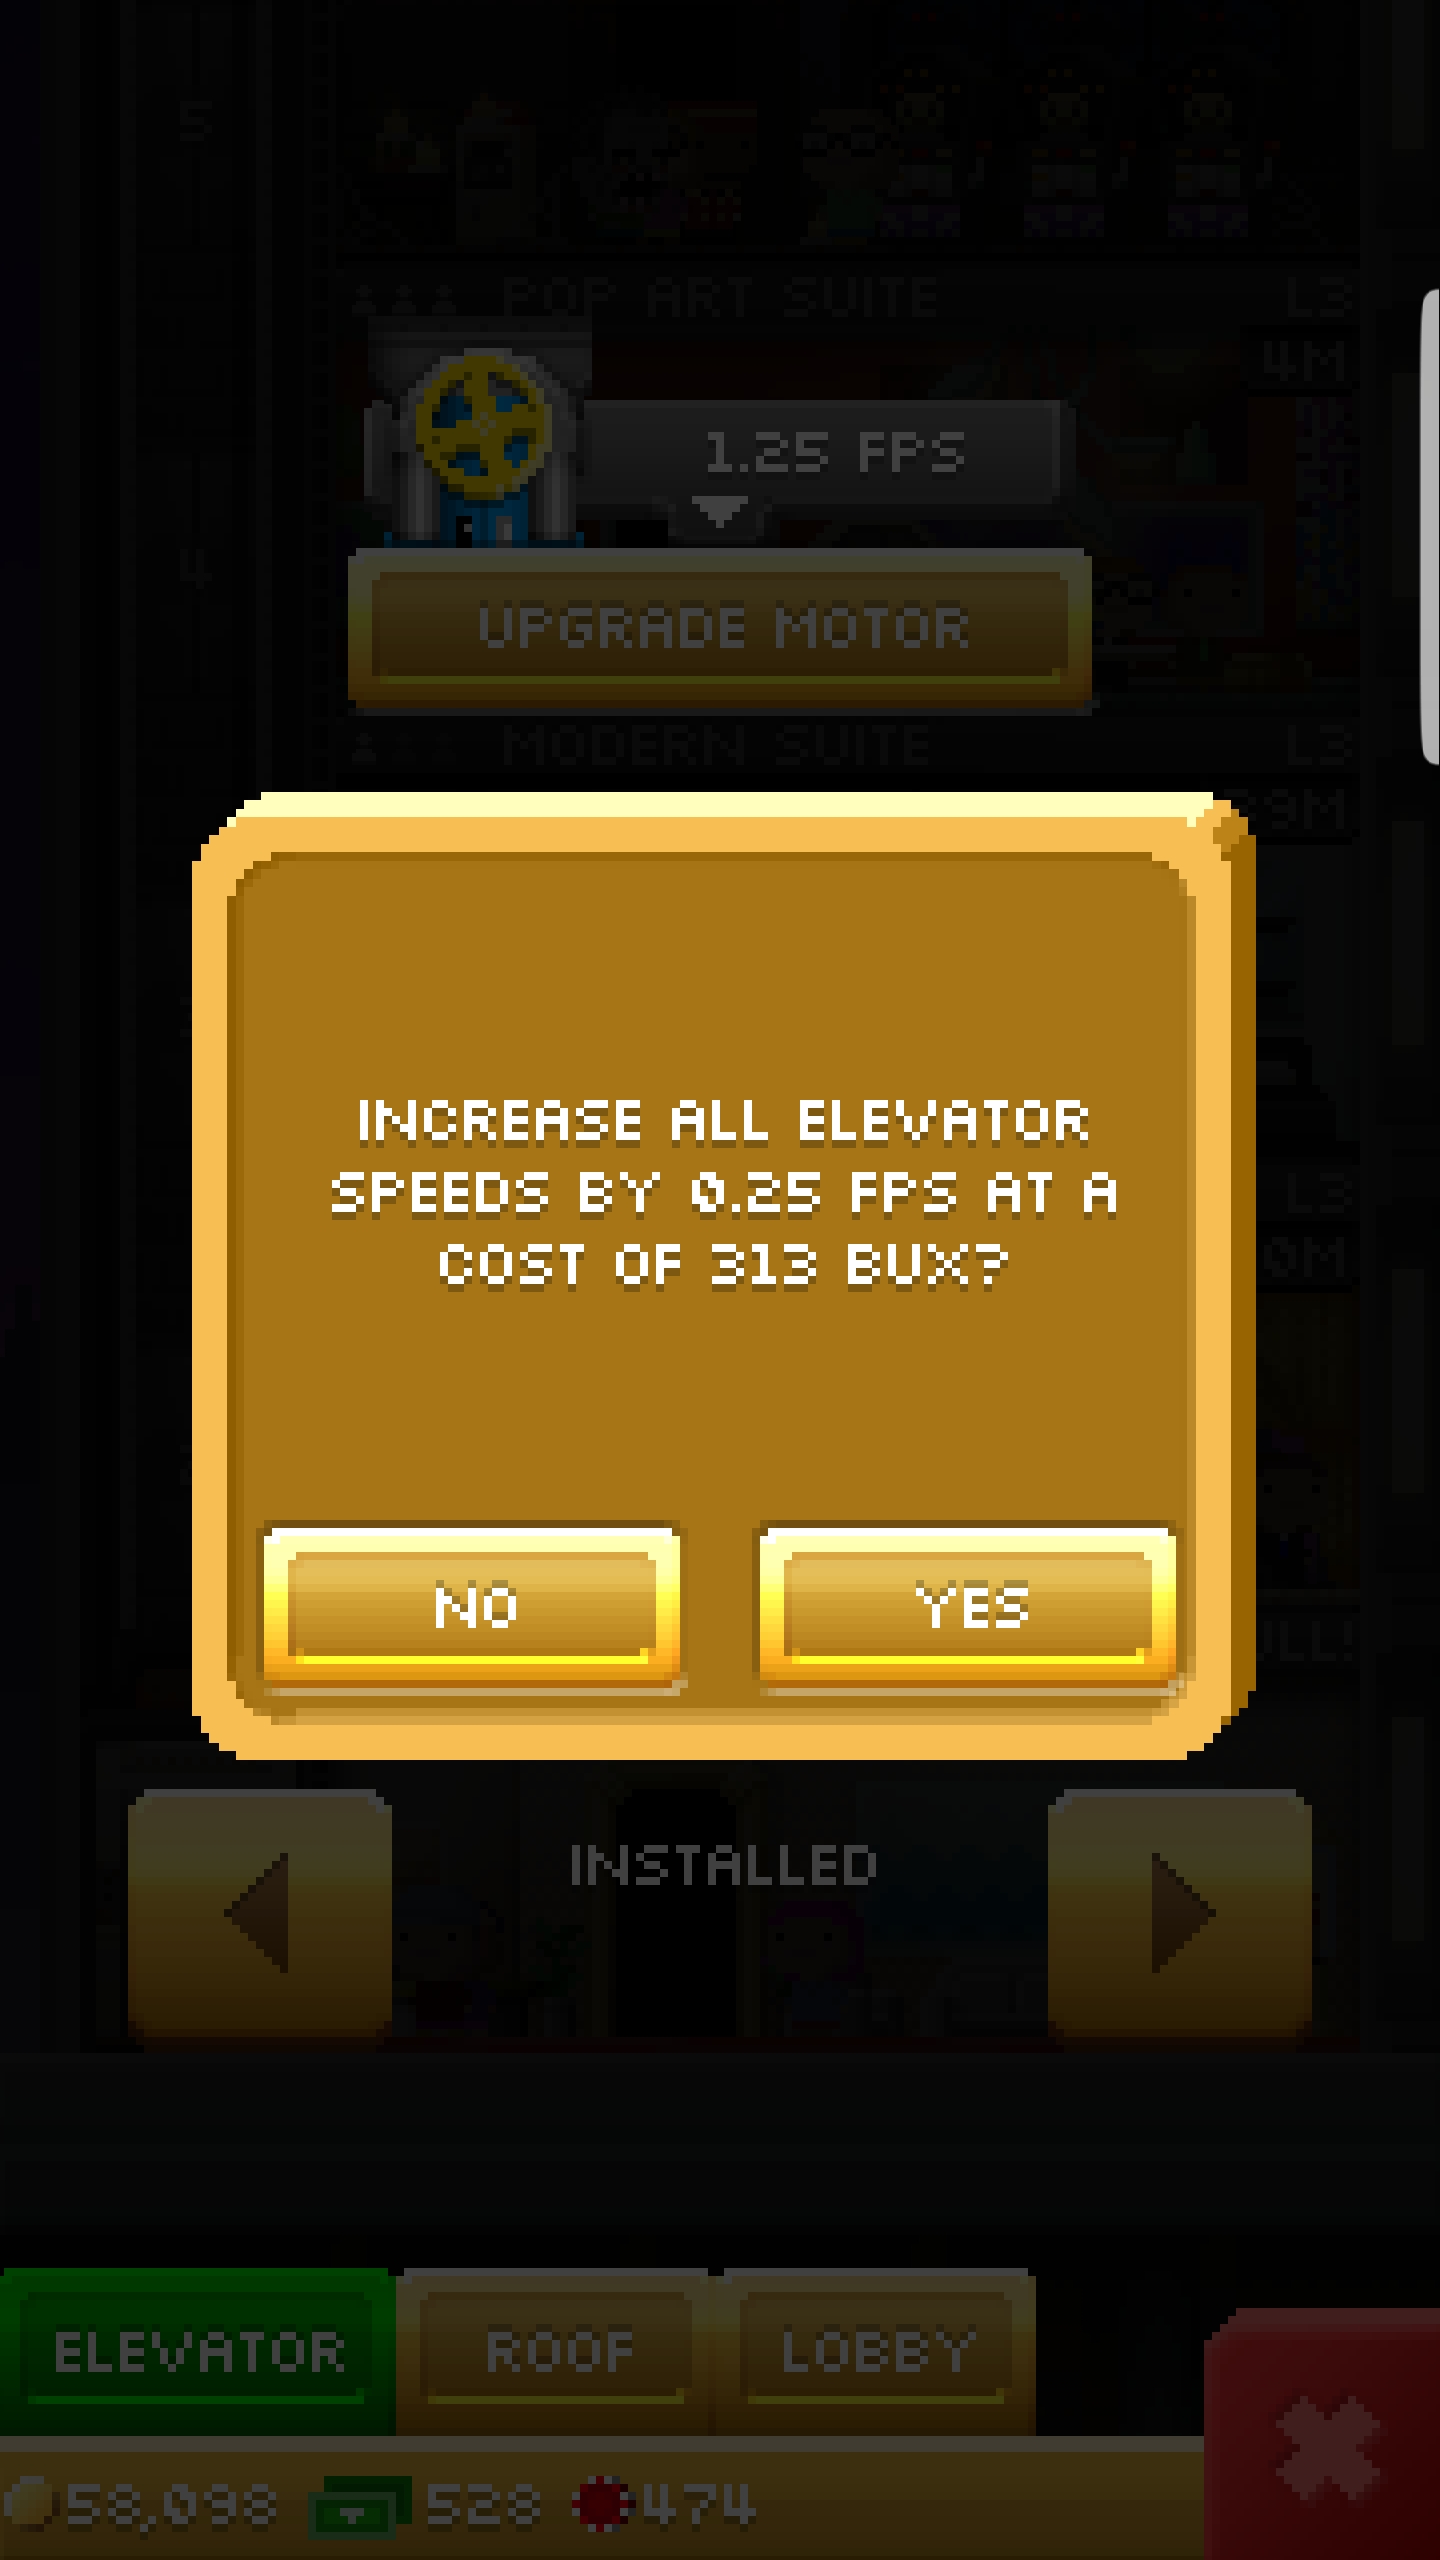 5
POP ART SUITE L3
4M
1.25 FPS
4
UPGRADE MOTOR
MODERN SUITE L3
INCREASE ALL ELEVATOR
SPEEDS BY 0.25 FPS AT A
COST OF 313 BUX?
L3
NO YES
INSTALLED
ELEVATOR ROOF LOBBY
58,098 528 474